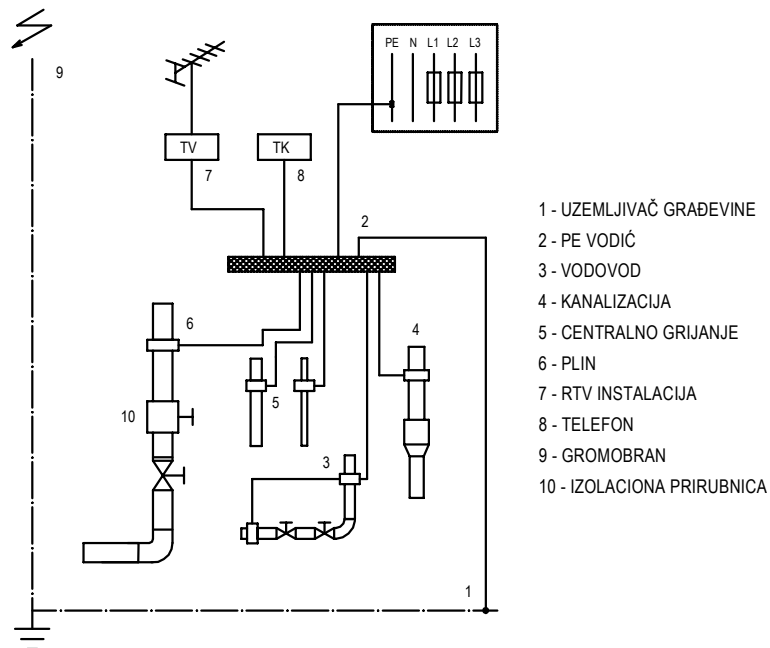 PE N L1 L2 L3
9
TV
TK
7
8
2
6
4
5
10
3
1
1 - UZEMLJIVAČ GRAĐEVINE
2 - PE VODIĆ
3 - VODOVOD
4 - KANALIZACIJA
5 - CENTRALNO GRIJANJE
6 - PLIN
7 - RTV INSTALACIJA
8 - TELEFON
9 - GROMOBRAN
10 - IZOLACIONA PRIRUBNICA